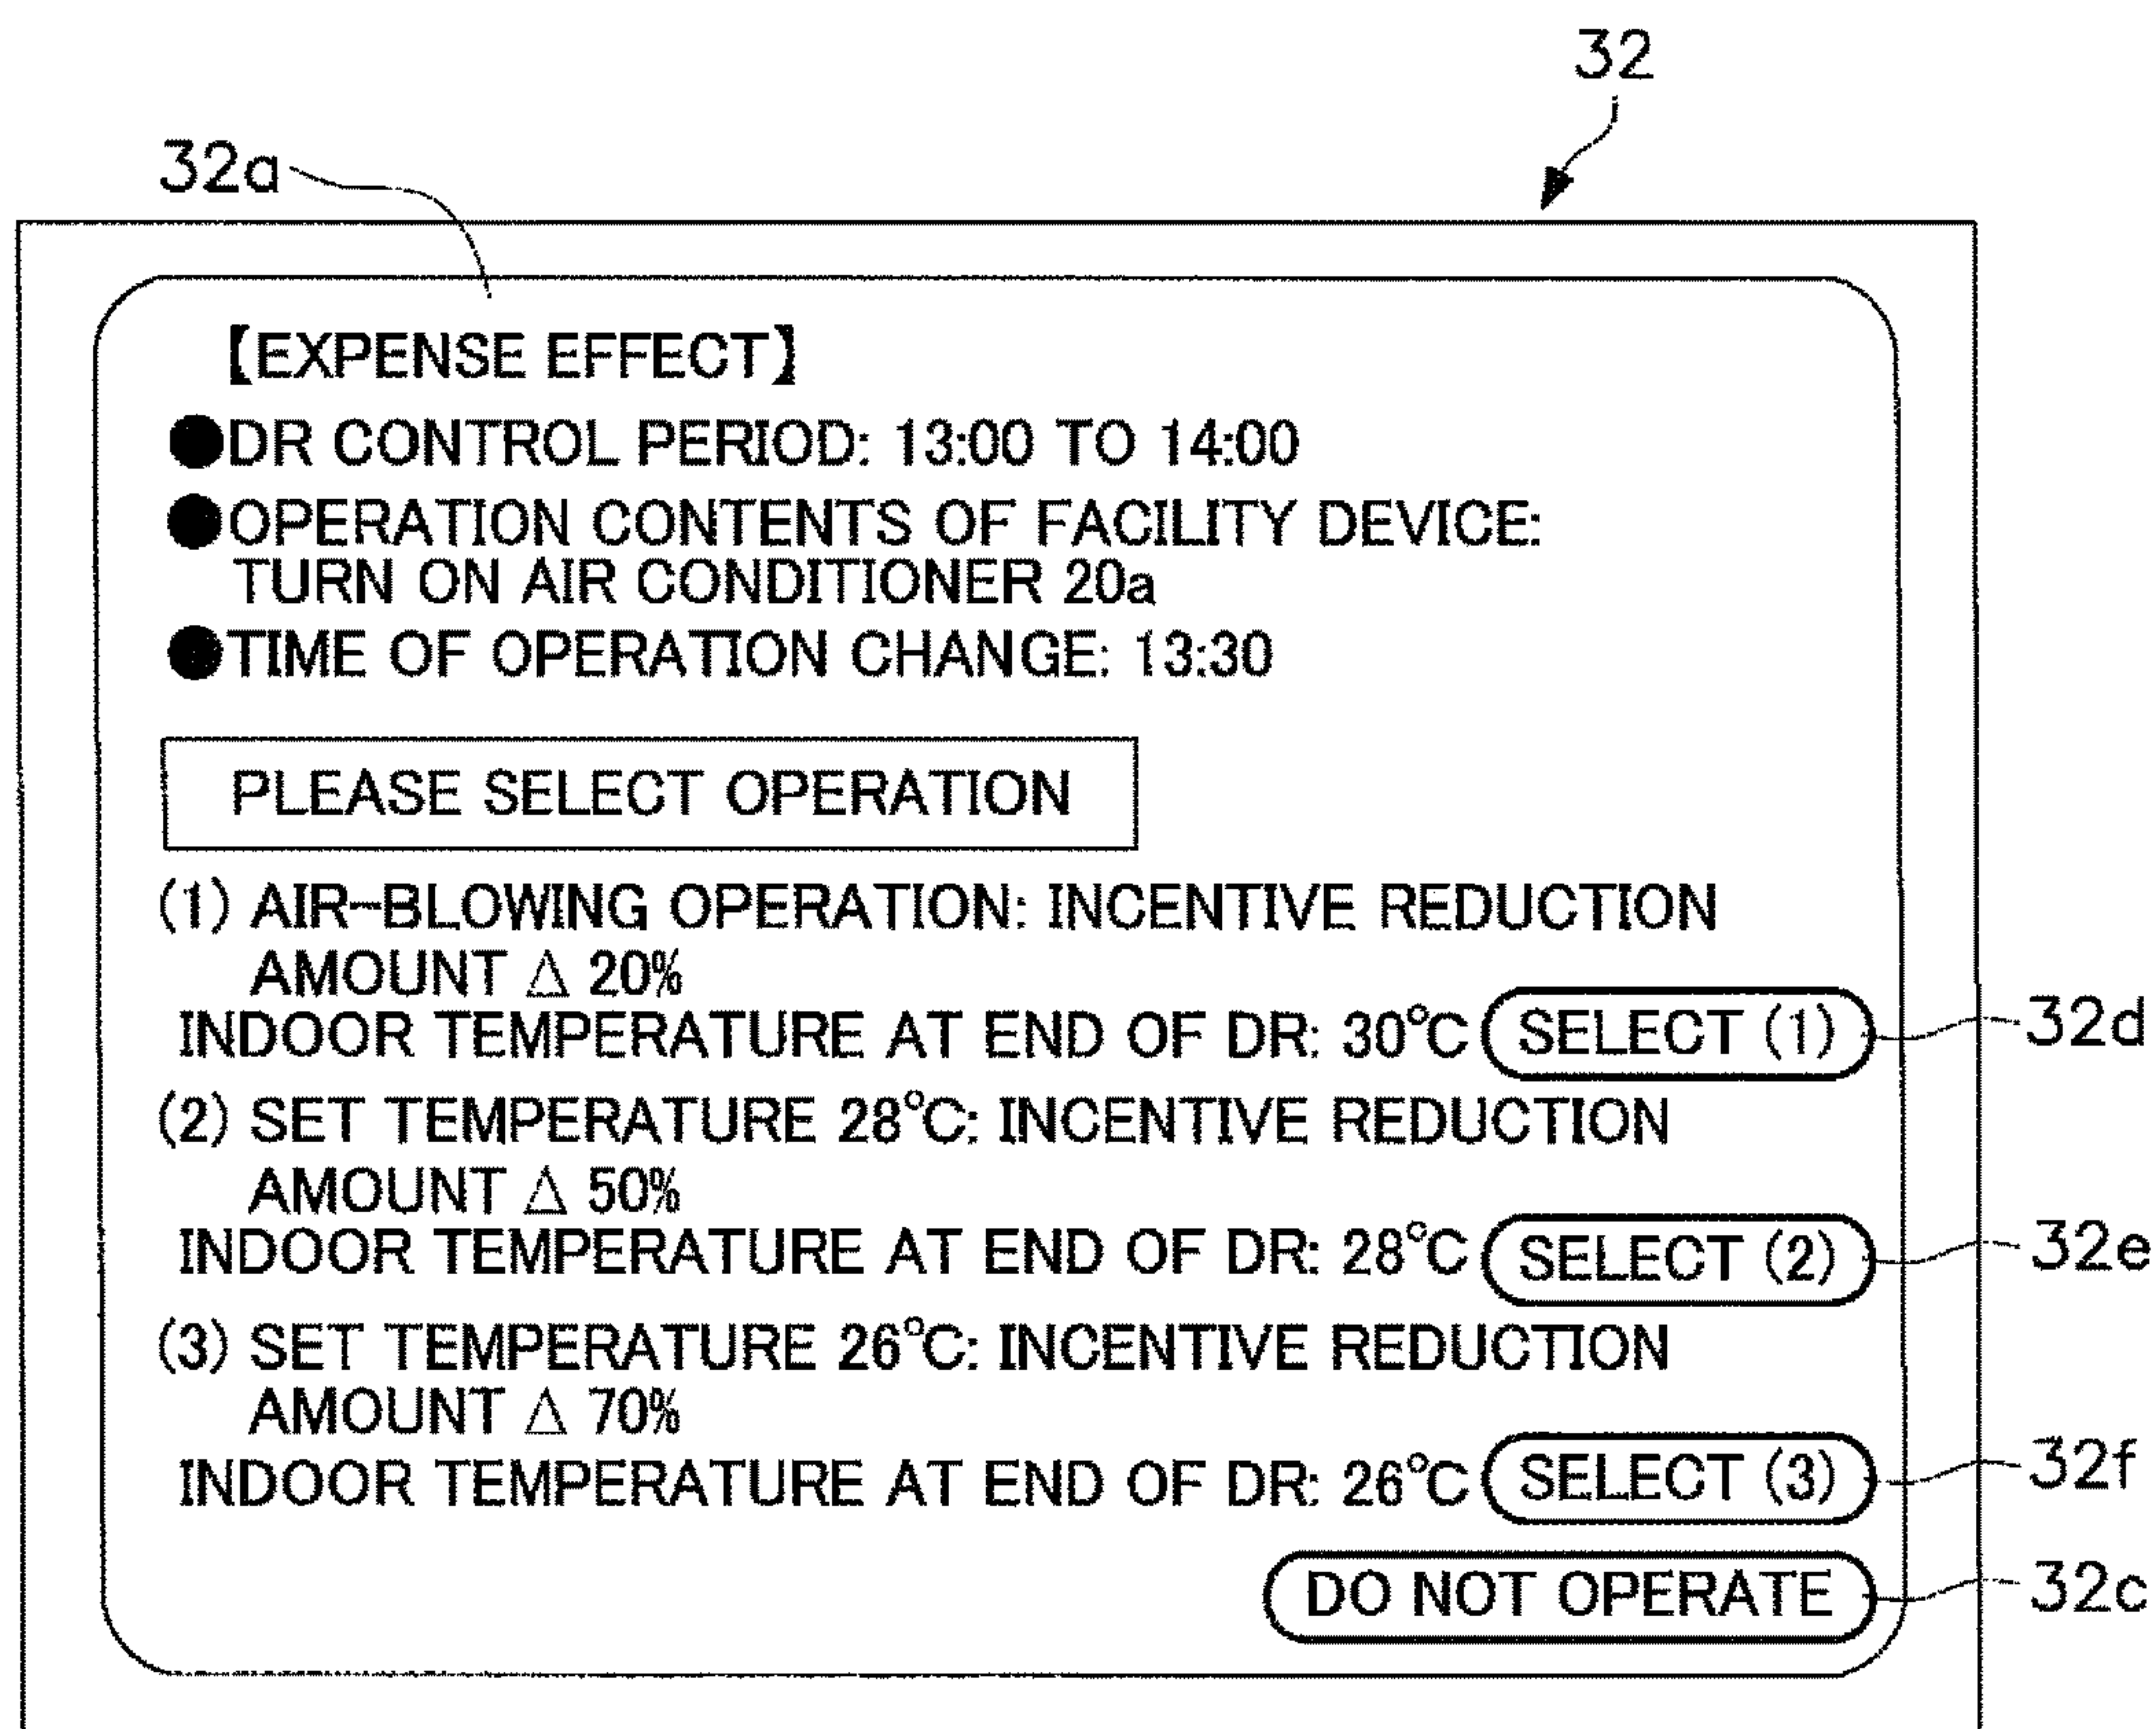 32
32a
【EXPENSE EFFECT】
●DR CONTROL PERIOD: 13:00 TO 14:00
●OPERATION CONTENTS OF FACILITY DEVICE:
TURN ON AIR CONDITIONER 20a
●TIME OF OPERATION CHANGE: 13:30
PLEASE SELECT OPERATION
(1) AIR-BLOWING OPERATION: INCENTIVE REDUCTION
AMOUNT △ 20%
INDOOR TEMPERATURE AT END OF DR: 30°C SELECT (1) 32d
(2) SET TEMPERATURE 28°C: INCENTIVE REDUCTION
AMOUNT △ 50%
INDOOR TEMPERATURE AT END OF DR: 28°C SELECT (2) 32e
(3) SET TEMPERATURE 26°C: INCENTIVE REDUCTION
AMOUNT △ 70%
INDOOR TEMPERATURE AT END OF DR: 26°C SELECT (3) 32f
DO NOT OPERATE 32c